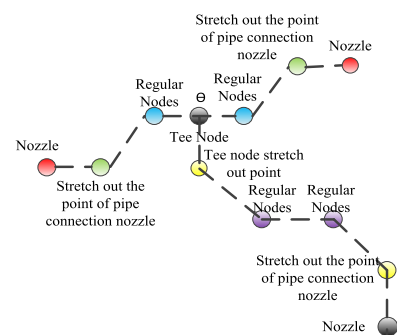 Stretch out the point
of pipe connection
nozzle
Nozzle
Regular
Nodes
Regular
Nodes
Ɵ
Tee Node
Nozzle
Stretch out the
point of pipe
connection nozzle
Tee node stretch
out point
Regular
Nodes
Regular
Nodes
Stretch out the point
of pipe connection
nozzle
Nozzle